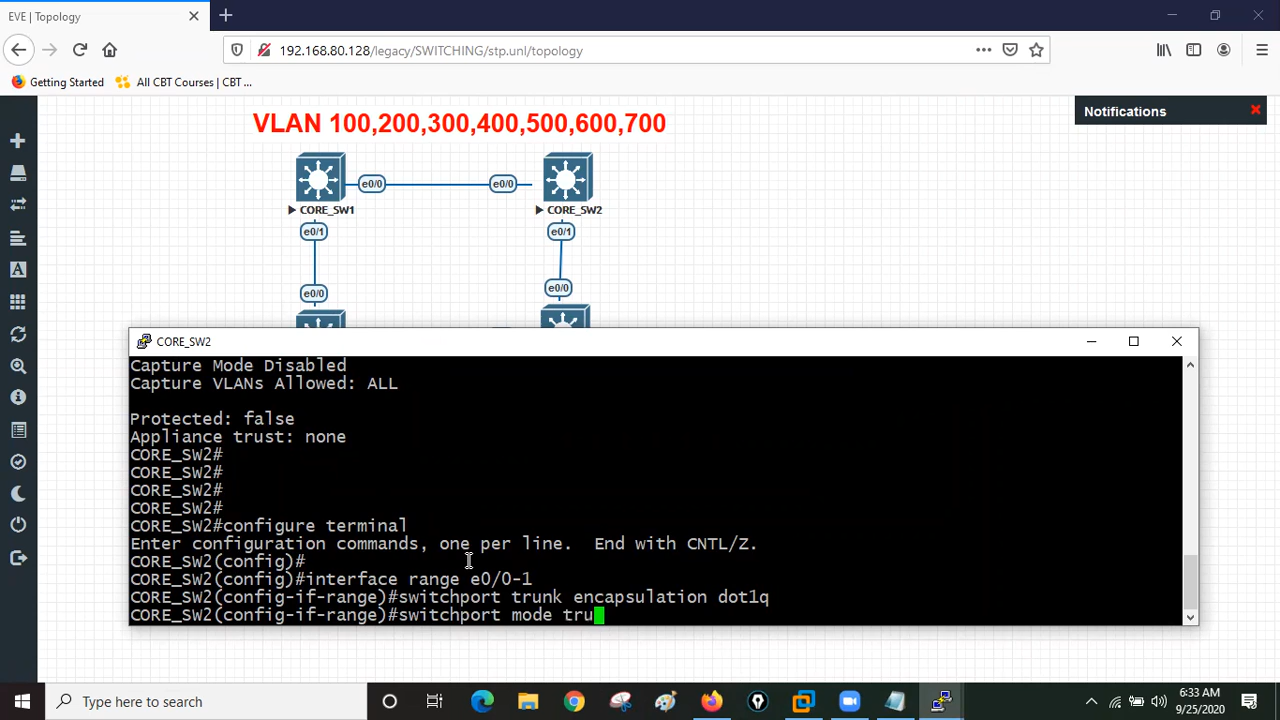 EVE | Topology
192.168.80.128/legacy/SWITCHING/stp.unl/topology
Getting Started
All CBT Courses | CBT ...
VLAN 100,200,300,400,500,600,700
Notifications
e0/0
e0/0
CORE_SW1
CORE_SW2
e0/1
e0/1
e0/0
e0/0
CORE_SW2
Capture Mode Disabled
Capture VLANs Allowed: ALL
Protected: false
Appliance trust: none
CORE_SW2#
CORE_SW2#
CORE_SW2#
CORE_SW2#
CORE_SW2#configure terminal
Enter configuration commands, one per line.  End with CNTL/Z.
CORE_SW2(config)#
CORE_SW2(config)#interface range e0/0-1
CORE_SW2(config-if-range)#switchport trunk encapsulation dot1q
CORE_SW2(config-if-range)#switchport mode tru
Type here to search
6:33 AM
9/25/2020